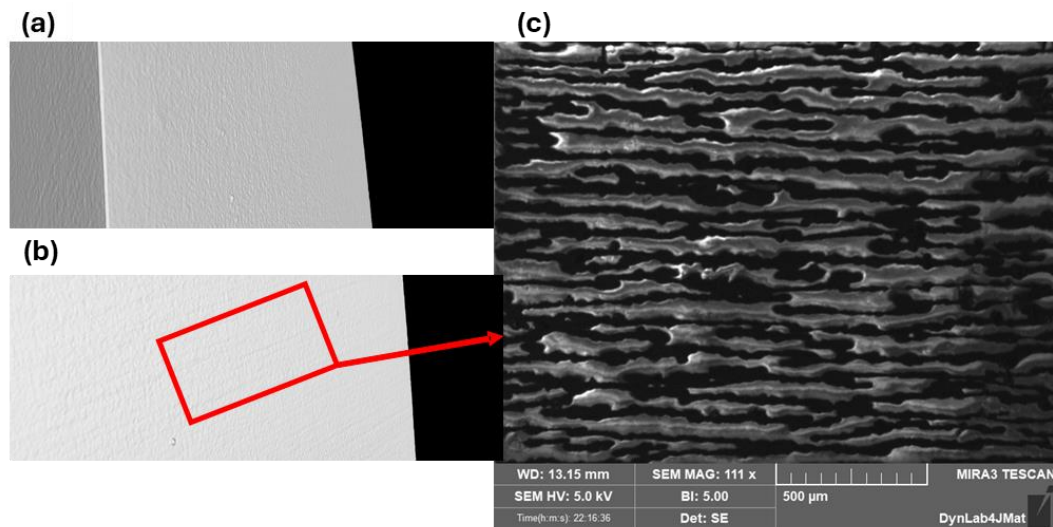 (a)
(b)
(c)
WD: 13.15 mm
SEM MAG: 111 x
MIRA3 TESCAN
SEM HV: 5.0 kV
BI: 5.00
500 µm
Time(h:m:s): 22:16:36
Det: SE
DynLab4JMat